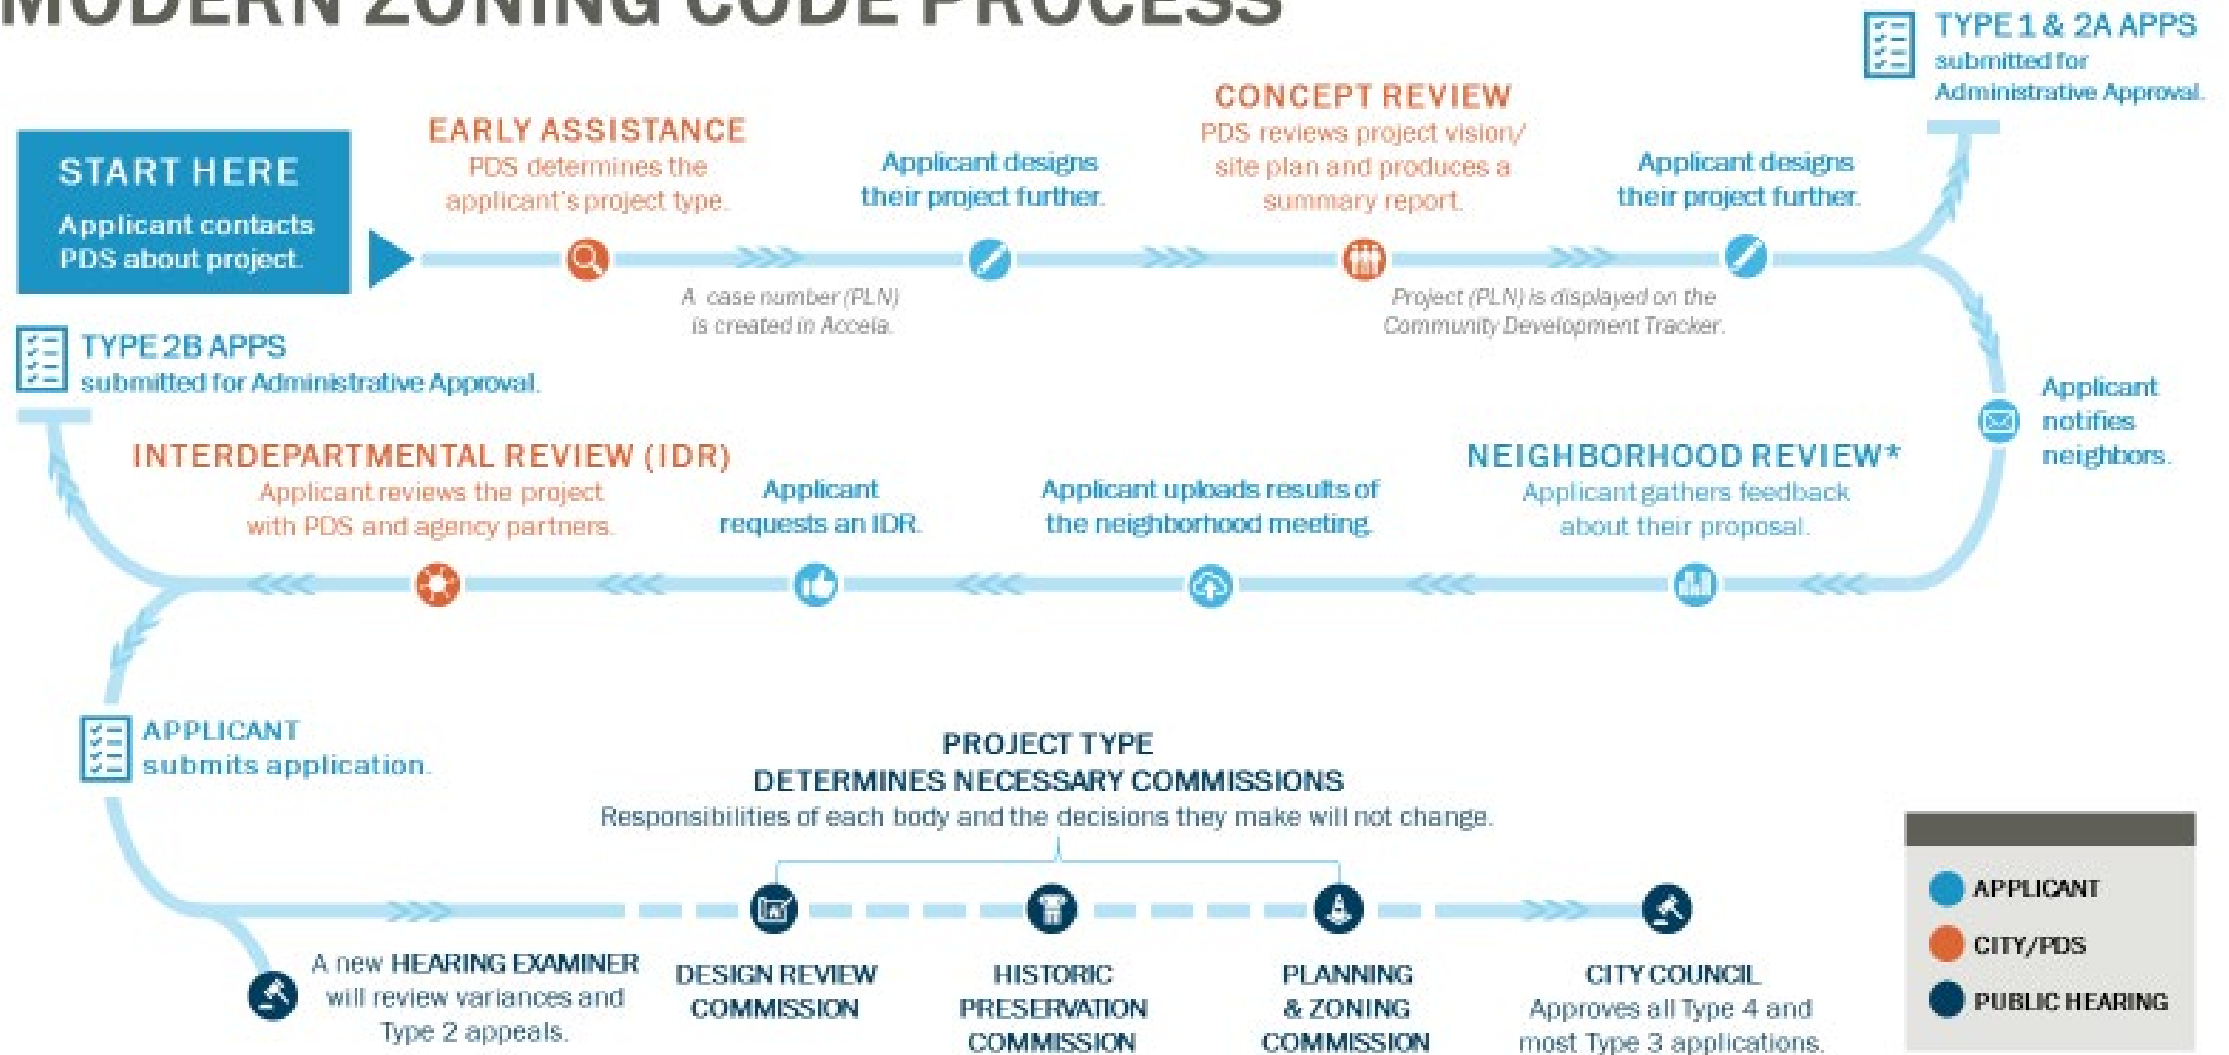 MODERN ZONING CODE PROCESS
TYPE 1 & 2A APPS
submitted for
Administrative Approval.
START HERE
Applicant contacts
PDS about project.
EARLY ASSISTANCE
PDS determines the
applicant's project type.
A case number (PLN)
is created in Accela.
Applicant designs
their project further.
CONCEPT REVIEW
PDS reviews project vision/
site plan and produces a
summary report.
Project (PLN) is displayed on the
Community Development Tracker.
Applicant designs
their project further.
Applicant
notifies
neighbors.
NEIGHBORHOOD REVIEW*
Applicant gathers feedback
about their proposal.
Applicant uploads results of
the neighborhood meeting.
Applicant
requests an IDR.
INTERDEPARTMENTAL REVIEW (IDR)
Applicant reviews the project
with PDS and agency partners.
TYPE 2B APPS
submitted for Administrative Approval.
APPLICANT
submits application.
PROJECT TYPE
DETERMINES NECESSARY COMMISSIONS
Responsibilities of each body and the decisions they make will not change.
A new HEARING EXAMINER
will review variances and
Type 2 appeals.
DESIGN REVIEW
COMMISSION
HISTORIC
PRESERVATION
COMMISSION
PLANNING
& ZONING
COMMISSION
CITY COUNCIL
Approves all Type 4 and
most Type 3 applications.
APPLICANT
CITY/PDS
PUBLIC HEARING